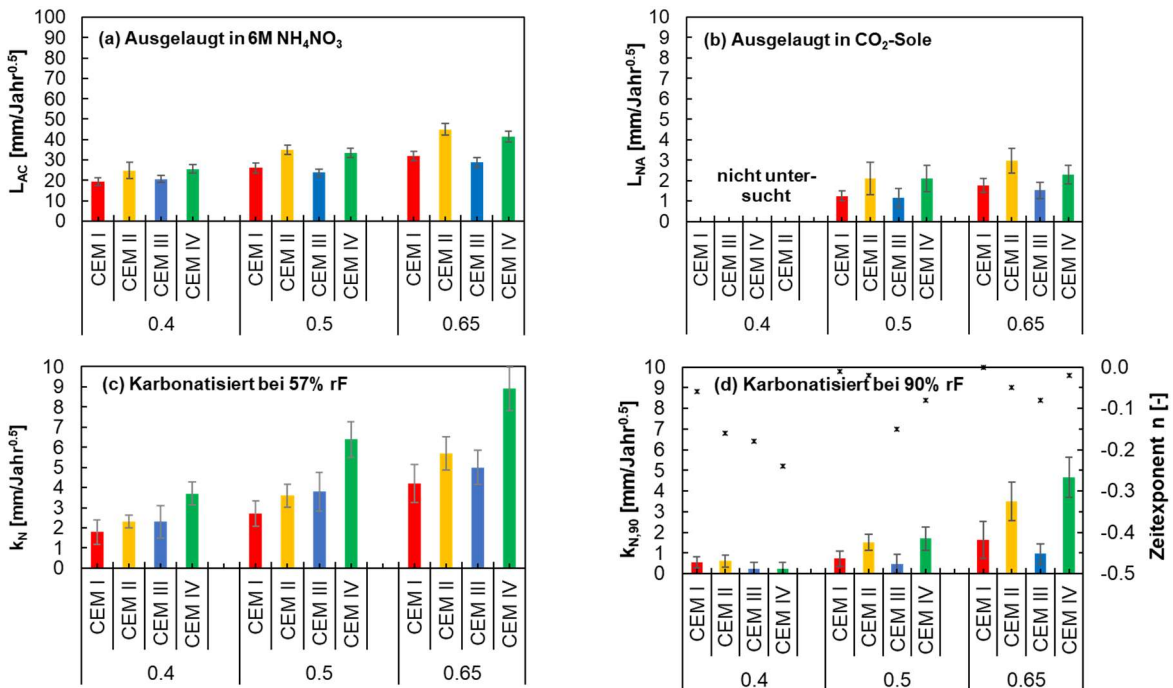 (a) Ausgelaugt in 6M NH₄NO₃
L_AC [mm/Jahr^0.5]
100
90
80
70
60
50
40
30
20
10
0
CEM I
CEM II
CEM III
CEM IV
CEM I
CEM II
CEM III
CEM IV
CEM I
CEM II
CEM III
CEM IV
0.4
0.5
0.65
(b) Ausgelaugt in CO₂-Sole
L_NA [mm/Jahr^0.5]
10
9
8
7
6
5
4
3
2
1
0
nicht unter-
sucht
CEM I
CEM III
CEM IV
CEM III
CEM I
CEM II
CEM III
CEM IV
CEM I
CEM II
CEM III
CEM IV
0.4
0.5
0.65
(c) Karbonatisiert bei 57% rF
k_N [mm/Jahr^0.5]
10
9
8
7
6
5
4
3
2
1
0
CEM I
CEM II
CEM III
CEM IV
CEM I
CEM II
CEM III
CEM IV
CEM I
CEM II
CEM III
CEM IV
0.4
0.5
0.65
(d) Karbonatisiert bei 90% rF
k_N,90 [mm/Jahr^0.5]
10
9
8
7
6
5
4
3
2
1
0
0.0
-0.1
-0.2
-0.3
-0.4
-0.5
Zeitexponent n [-]
CEM I
CEM II
CEM III
CEM IV
CEM I
CEM II
CEM III
CEM IV
CEM I
CEM II
CEM III
CEM IV
0.4
0.5
0.65